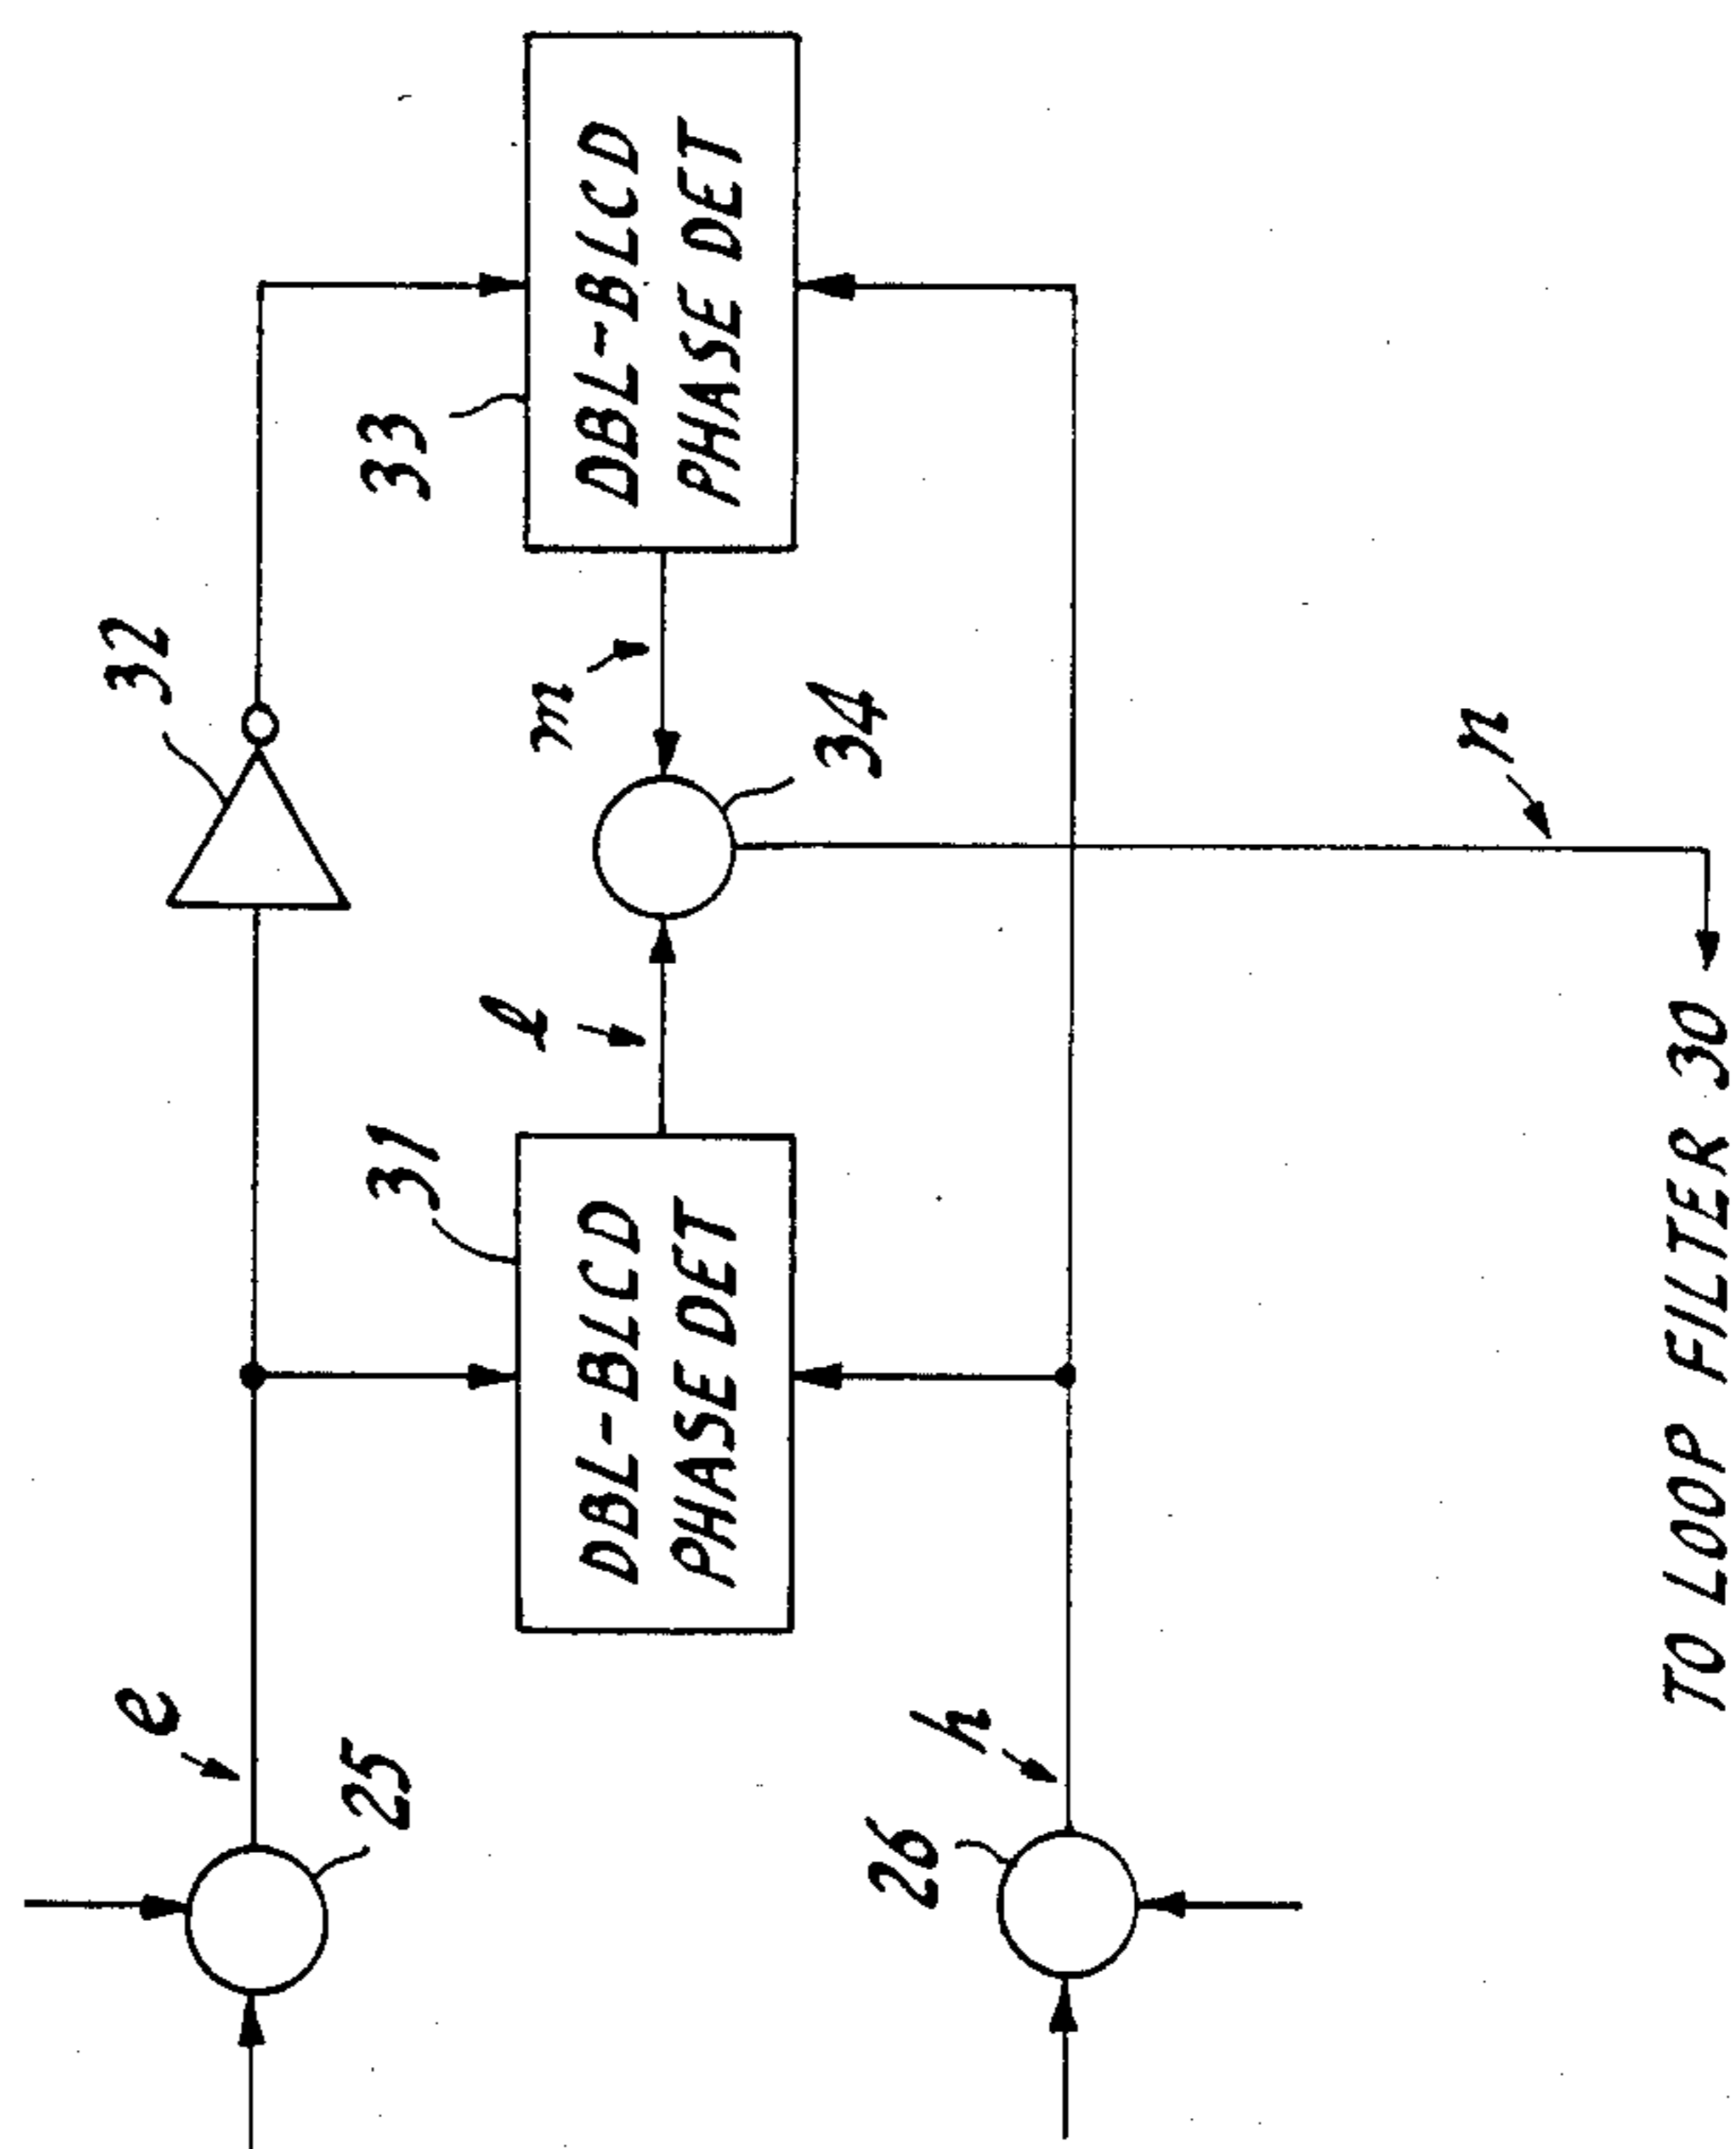 32
e
31
ℓ
m
33
25
DBL-BLCD
PHASE DET
DBL-BLCD
PHASE DET
34
h
26
n
TO LOOP FILTER 30